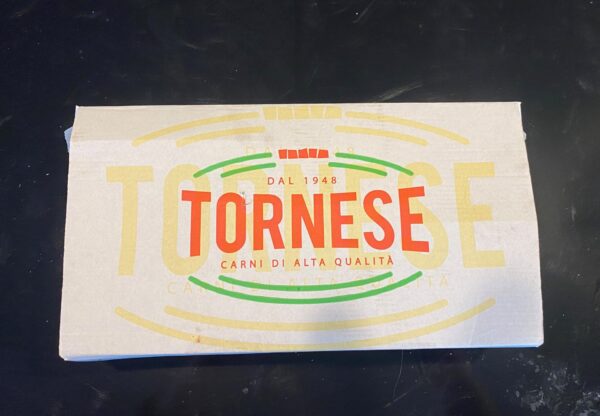 DAL 1948
TORNESE
CARNI DI ALTA QUALITÀ